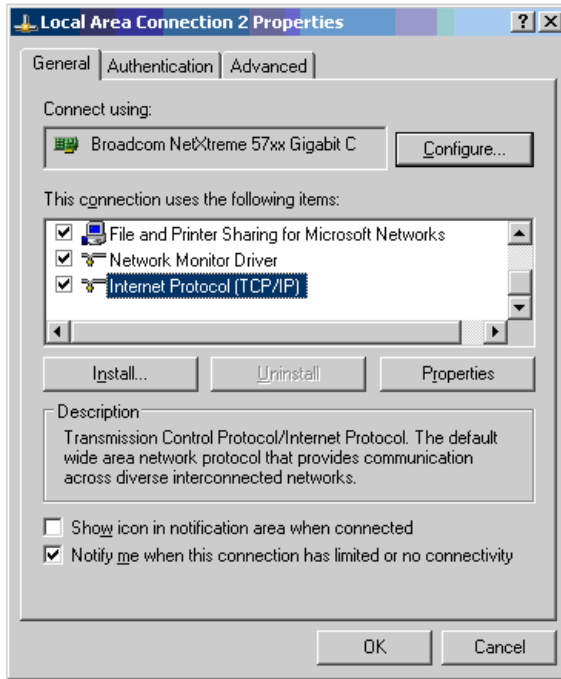 Local Area Connection 2 Properties
General Authentication Advanced
Connect using:
Broadcom NetXtreme 57xx Gigabit C Configure...
This connection uses the following items:
File and Printer Sharing for Microsoft Networks
Network Monitor Driver
Internet Protocol (TCP/IP)
Install... Uninstall Properties
Description
Transmission Control Protocol/Internet Protocol. The default
wide area network protocol that provides communication
across diverse interconnected networks.
Show icon in notification area when connected
Notify me when this connection has limited or no connectivity
OK Cancel